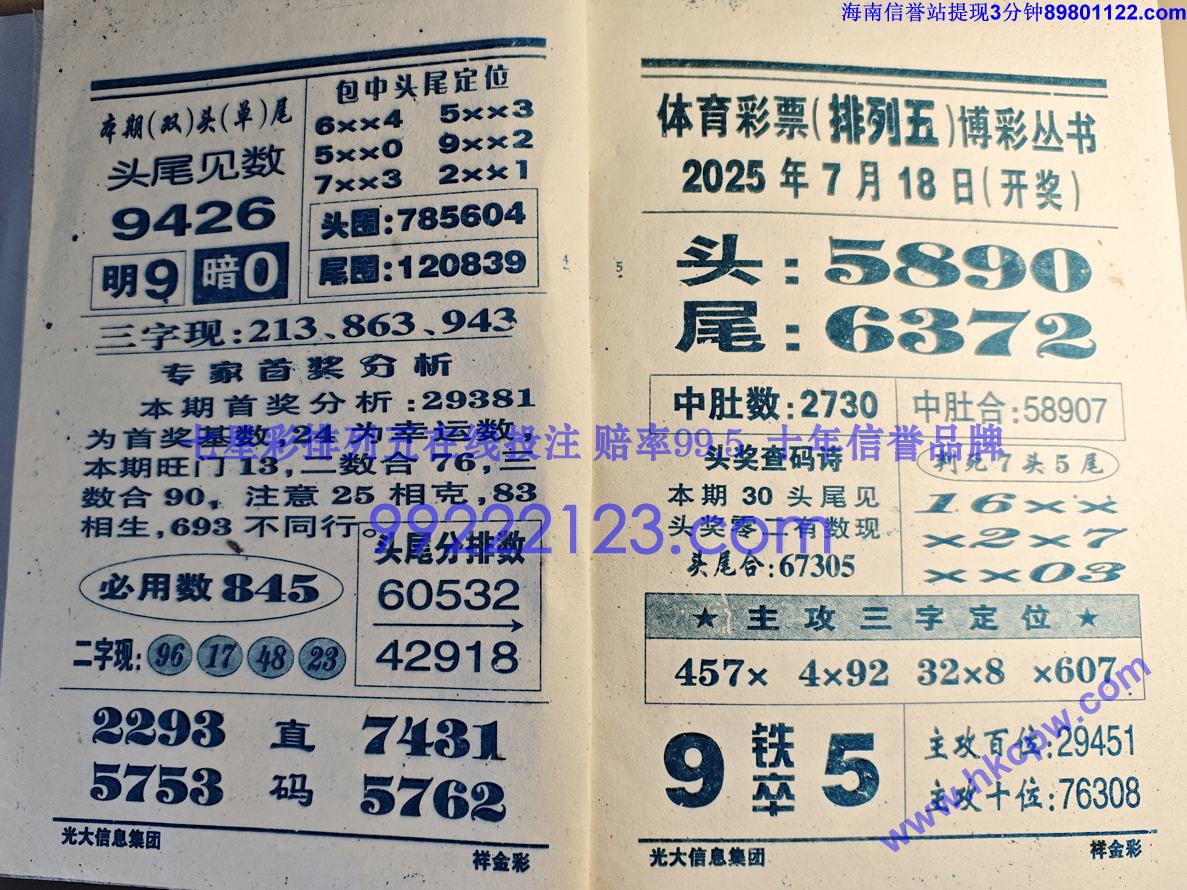 海南信誉站提现3分钟89801122.com
本期(双)头(单)尾
头尾见数
9426
明9 暗0
包中头尾定位
6××4 5××3
5××0 9××2
7××3 2××1
头围:785604
尾围:120839
三字现:213、863、943
专家首奖分析
本期首奖分析:29381
为首奖基数,24为幸运数,
本期旺门13,二数合76,三
数合90。注意25相克,83
相生,693不同行。
必用数845
二字现: 96 17 48 23
头尾分排数
60532
42918
2293 直 7431
5753 码 5762
光大信息集团
祥金彩
4
5
体育彩票(排列五)博彩丛书
2025年7月18日(开奖)
头:5890
尾:6372
中肚数:2730
中肚合:58907
头奖查码诗
本期30头尾见
头奖零二有数现
头尾合:67305
判死7头5尾
16××
×2×7
××03
★主攻三字定位★
457× 4×92 32×8 ×607
9 铁卒 5
主攻百位:29451
主攻十位:76308
光大信息集团
祥金彩
七星彩排列五在线投注 赔率99.5 十年信誉品牌
99222123.com
www.hkcpw.com